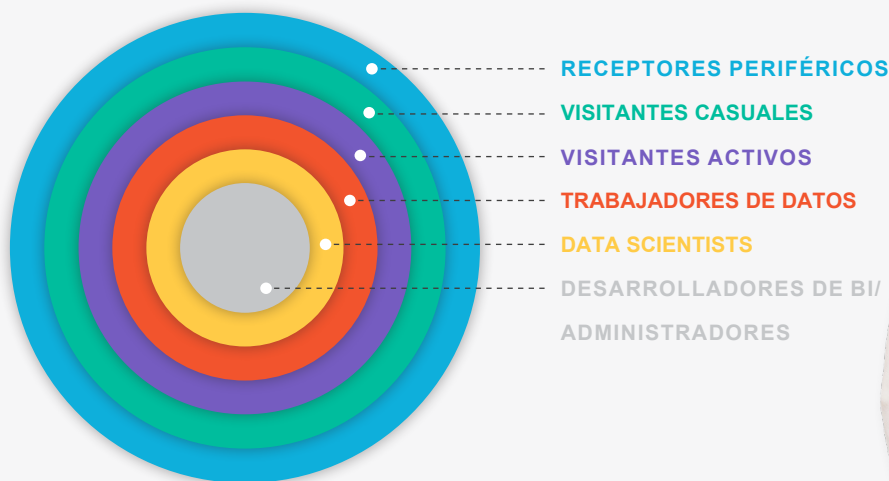 RECEPTORES PERIFÉRICOS
VISITANTES CASUALES
VISITANTES ACTIVOS
TRABAJADORES DE DATOS
DATA SCIENTISTS
DESARROLLADORES DE BI/
ADMINISTRADORES